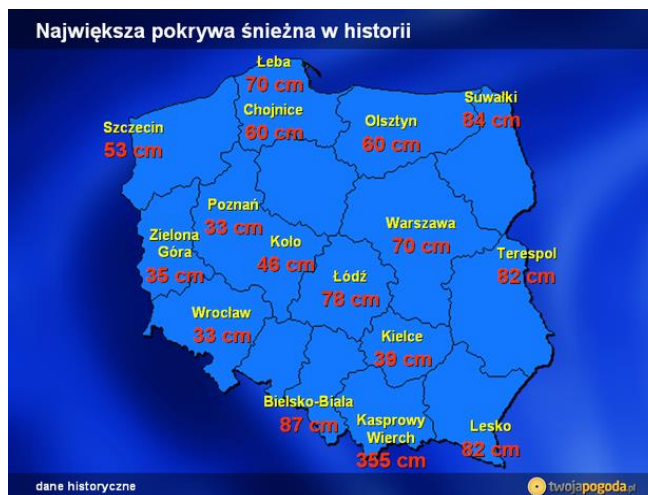 Największa pokrywa śnieżna w historii
Łeba
70 cm
Chojnice
60 cm
Olsztyn
60 cm
Suwałki
84 cm
Szczecin
53 cm
Poznań
33 cm
Warszawa
70 cm
Zielona
Góra
35 cm
Koło
46 cm
Terespol
82 cm
Łódź
78 cm
Wrocław
33 cm
Kielce
39 cm
Bielsko-Biała
87 cm
Kasprowy
Wierch
355 cm
Lesko
82 cm
dane historyczne
twojapogoda.pl